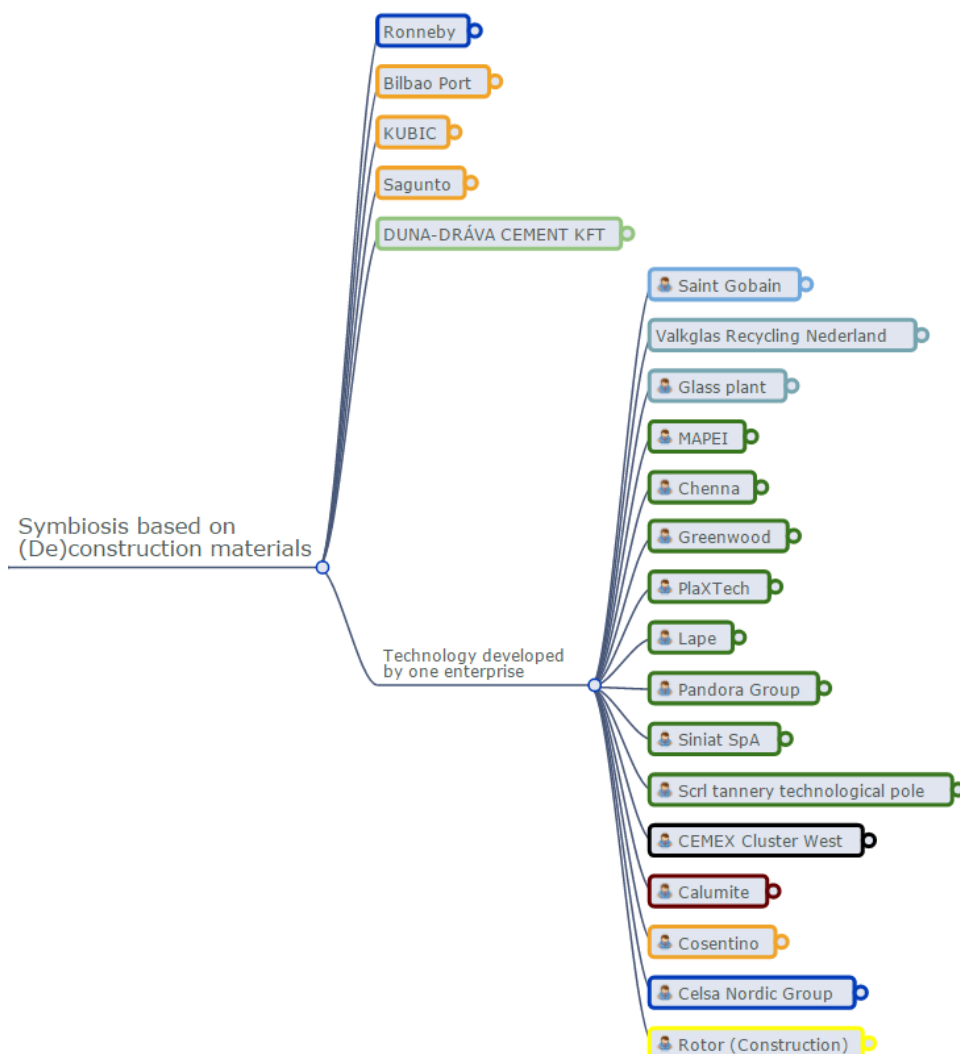 Ronneby
Bilbao Port
KUBIC
Sagunto
DUNA-DRÁVA CEMENT KFT
Saint Gobain
Valkglas Recycling Nederland
Glass plant
MAPEI
Chenna
Symbiosis based on
(De)construction materials
Greenwood
PlaXTech
Lape
Technology developed
by one enterprise
Pandora Group
Siniat SpA
Scrl tannery technological pole
CEMEX Cluster West
Calumite
Cosentino
Celsa Nordic Group
Rotor (Construction)